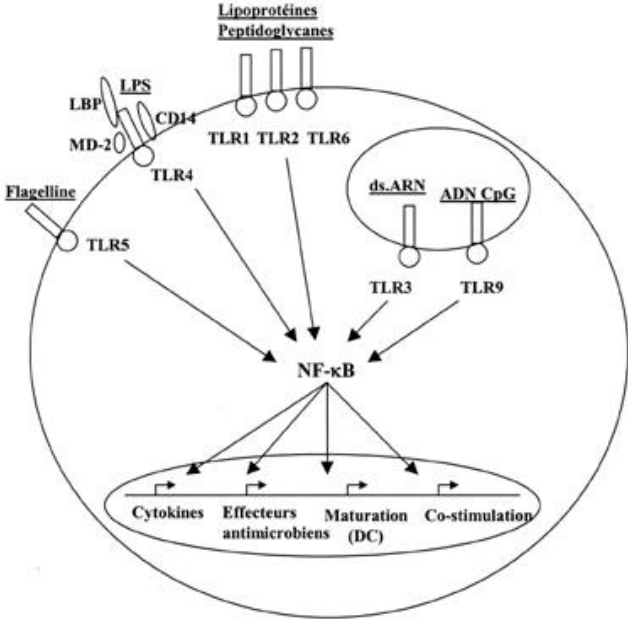 Lipoprotéines
Peptidoglycanes
LPS
LBP
CD14
MD-2
TLR1 TLR2 TLR6
TLR4
ds.ARN
ADN CpG
Flagelline
TLR5
TLR3
TLR9
NF-κB
Cytokines
Effecteurs
antimicrobiens
Maturation
(DC)
Co-stimulation